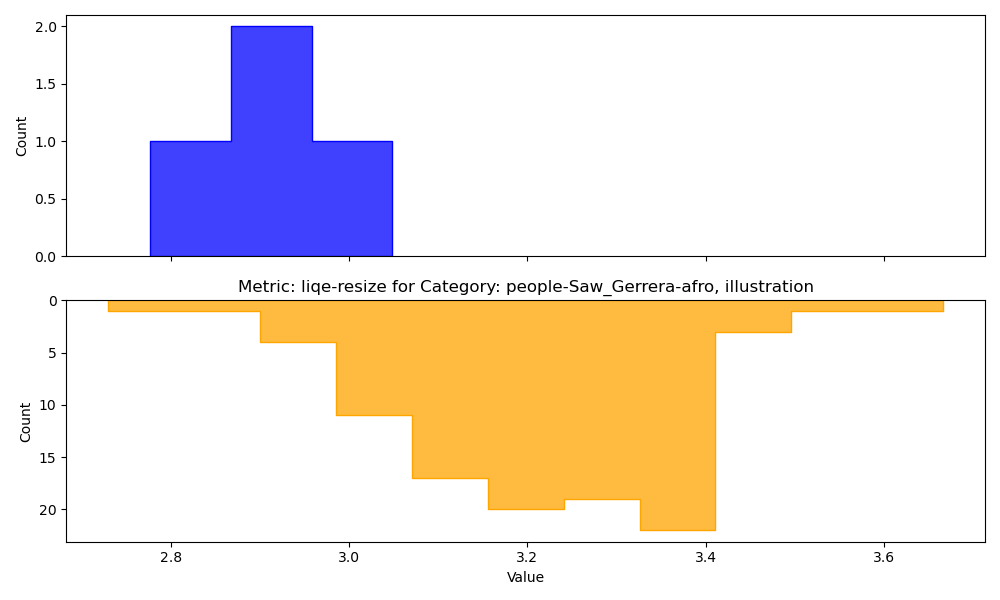 2.0
1.5
1.0
0.5
0.0
Count
Metric: liqe-resize for Category: people-Saw_Gerrera-afro, illustration
0
5
10
15
20
Count
2.8 3.0 3.2 3.4 3.6
Value